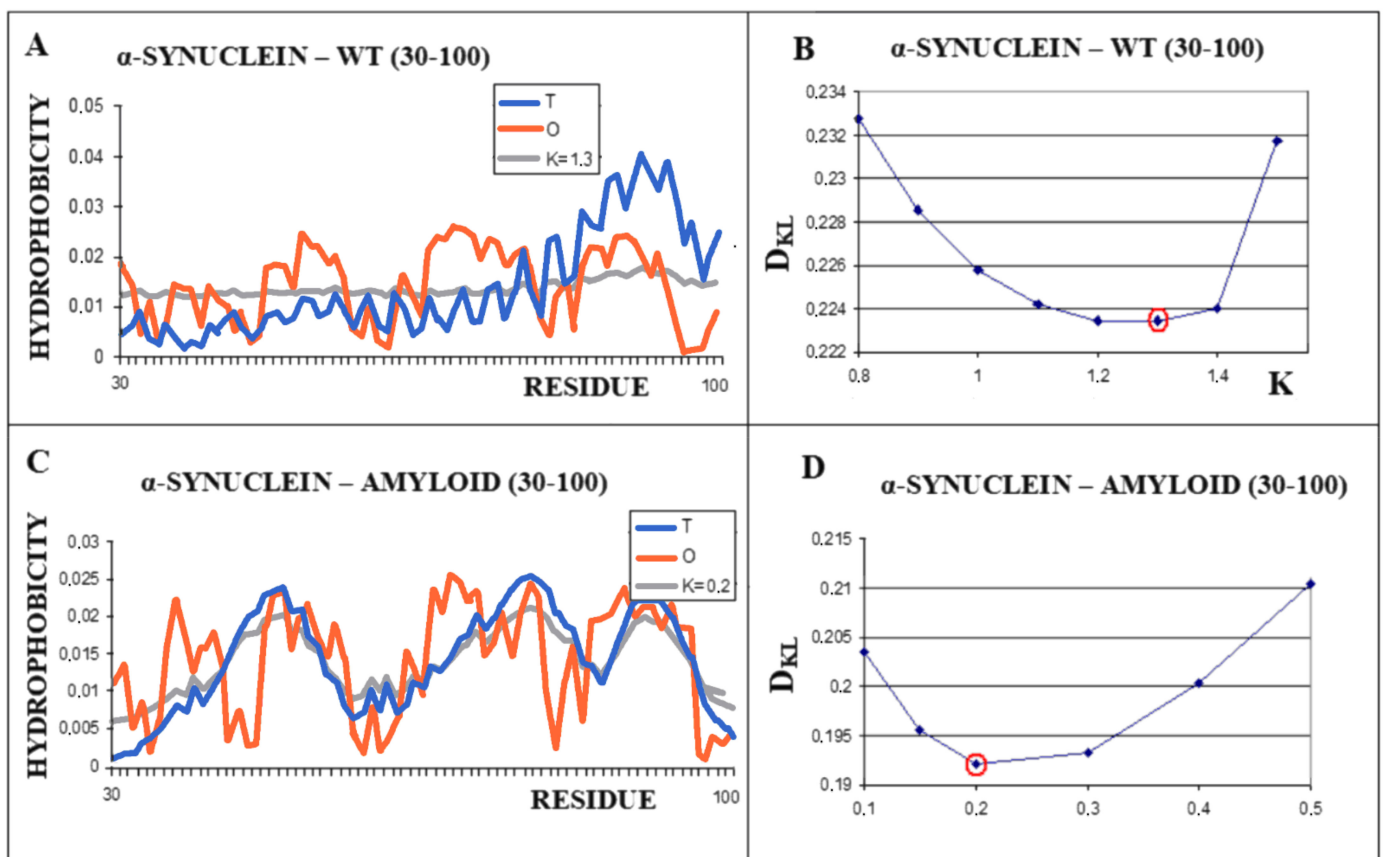 A
α-SYNUCLEIN – WT (30-100)
T
O
K=1.3
HYDROPHOBICITY
0.05
0.04
0.03
0.02
0.01
0
30
RESIDUE
100
B
α-SYNUCLEIN – WT (30-100)
DKL
0.234
0.232
0.23
0.228
0.226
0.224
0.222
0.8
1
1.2
1.4
K
C
α-SYNUCLEIN – AMYLOID (30-100)
T
O
K=0.2
HYDROPHOBICITY
0.03
0.025
0.02
0.015
0.01
0.005
0
30
RESIDUE
100
D
α-SYNUCLEIN – AMYLOID (30-100)
DKL
0.215
0.21
0.205
0.2
0.195
0.19
0.1
0.2
0.3
0.4
0.5